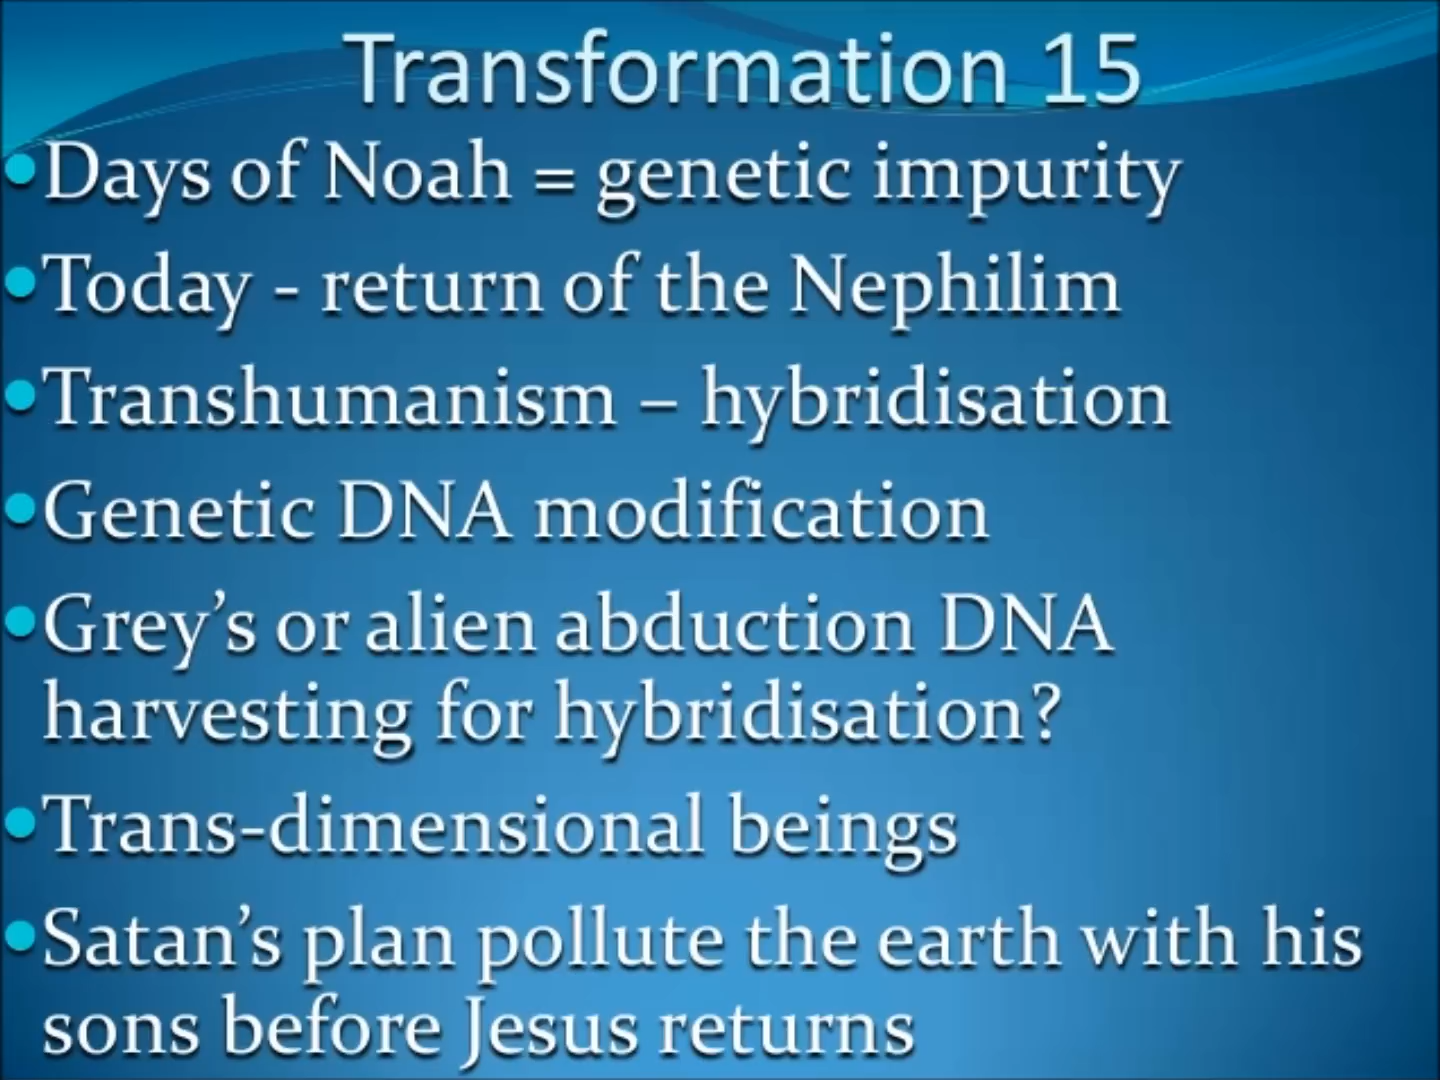 Transformation 15
•Days of Noah = genetic impurity
•Today - return of the Nephilim
•Transhumanism – hybridisation
•Genetic DNA modification
•Grey’s or alien abduction DNA
harvesting for hybridisation?
•Trans-dimensional beings
•Satan’s plan pollute the earth with his
sons before Jesus returns